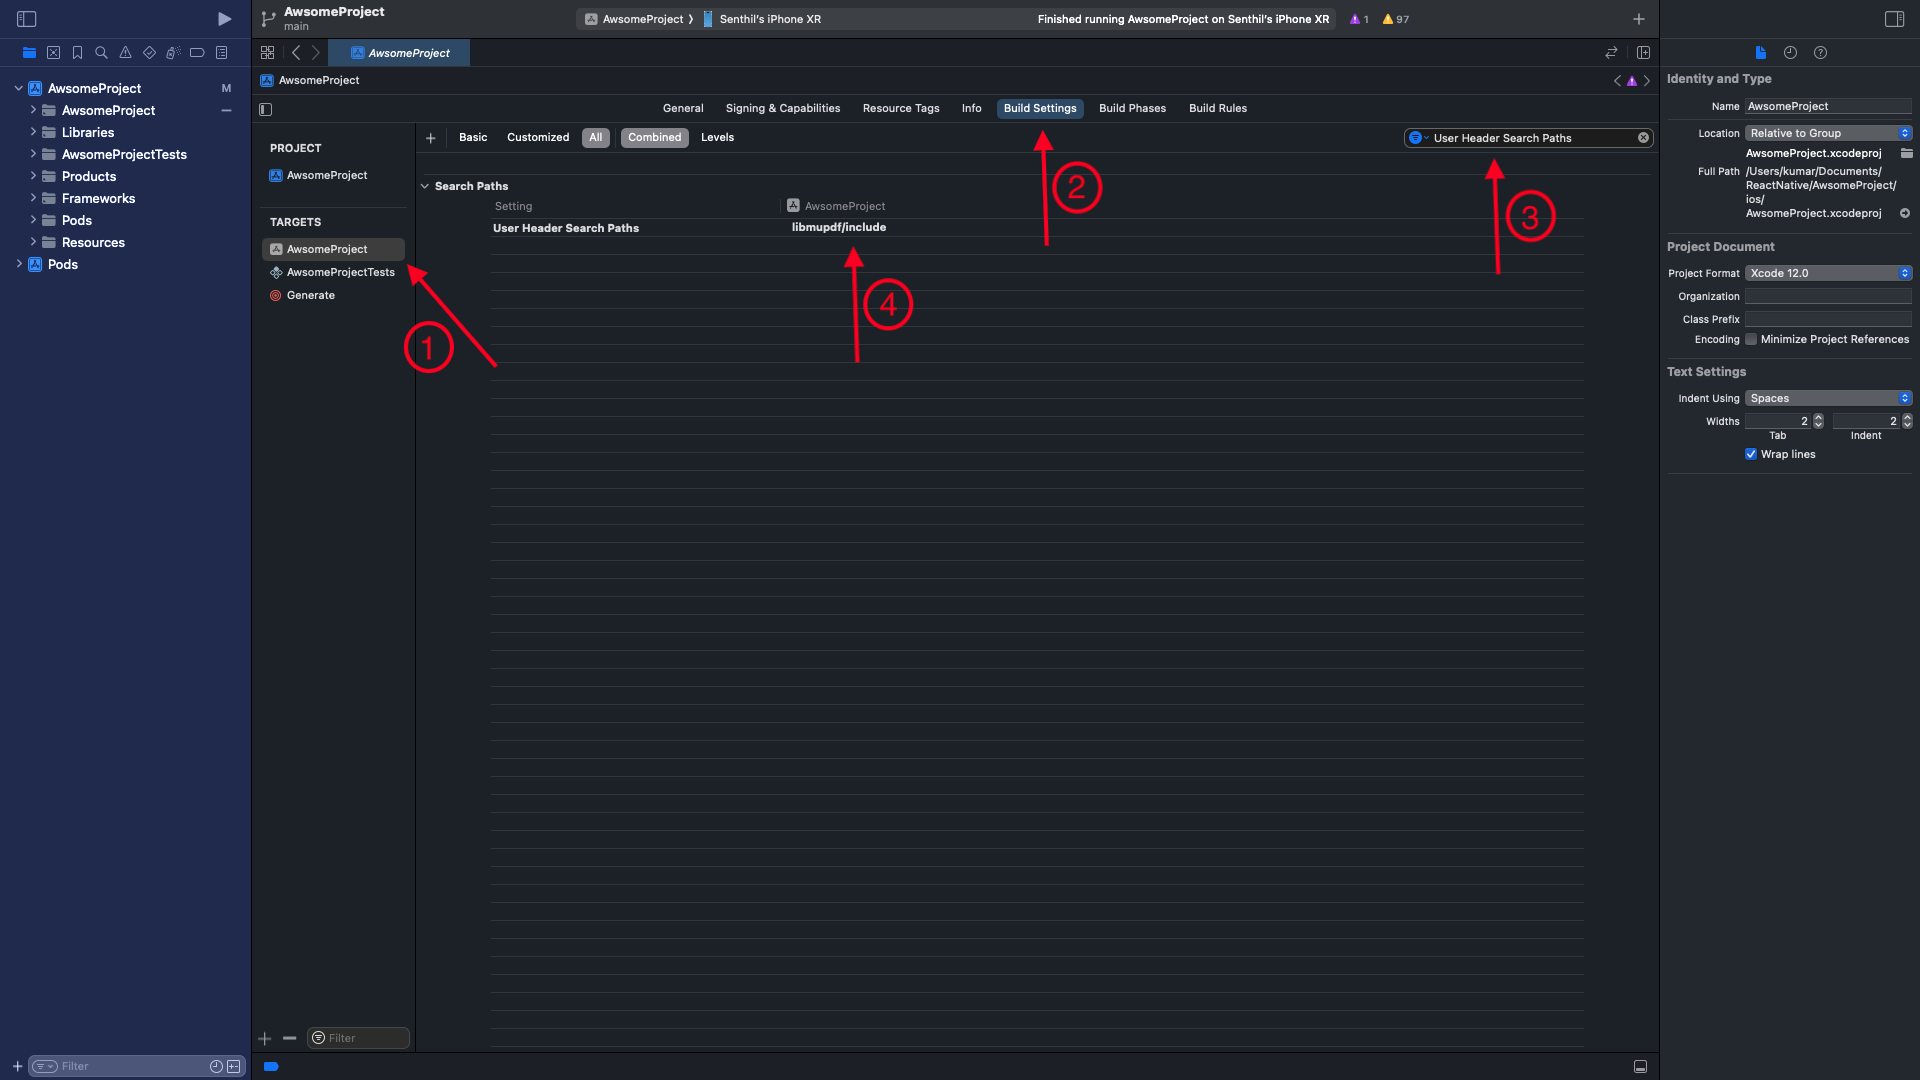 AwsomeProject
main
AwsomeProject ❯ Senthil's iPhone XR
Finished running AwsomeProject on Senthil's iPhone XR
1
97
AwsomeProject
AwsomeProject
AwsomeProject M
AwsomeProject
Libraries
AwsomeProjectTests
Products
Frameworks
Pods
Resources
Pods
Filter
General Signing & Capabilities Resource Tags Info Build Settings Build Phases Build Rules
PROJECT
AwsomeProject
TARGETS
AwsomeProject
AwsomeProjectTests
Generate
Filter
Basic Customized All Combined Levels
User Header Search Paths
Search Paths
Setting AwsomeProject
User Header Search Paths libmupdf/include
1
2
3
4
Identity and Type
Name AwsomeProject
Location Relative to Group
AwsomeProject.xcodeproj
Full Path /Users/kumar/Documents/
ReactNative/AwsomeProject/
ios/
AwsomeProject.xcodeproj
Project Document
Project Format Xcode 12.0
Organization
Class Prefix
Encoding Minimize Project References
Text Settings
Indent Using Spaces
Widths 2 2
Tab Indent
Wrap lines